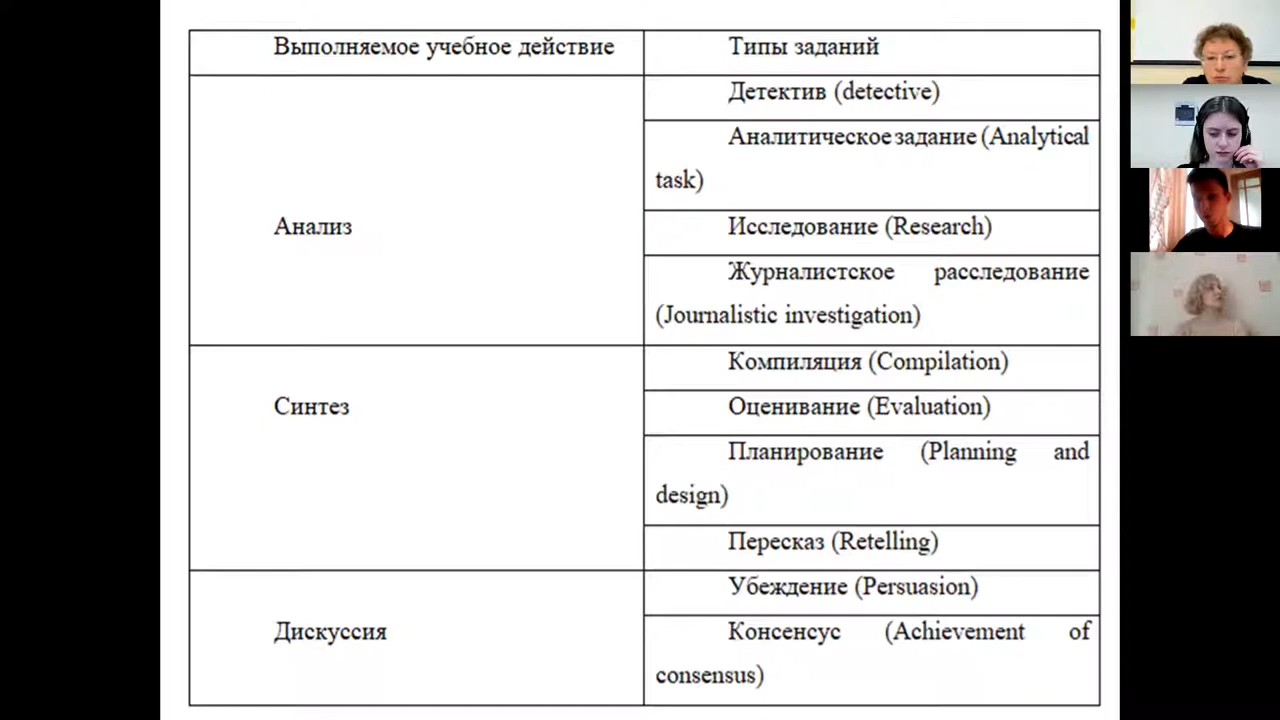 Выполняемое учебное действие
Типы заданий
Анализ
Детектив (detective)
Аналитическое задание (Analytical
task)
Исследование (Research)
Журналистское расследование
(Journalistic investigation)
Синтез
Компиляция (Compilation)
Оценивание (Evaluation)
Планирование (Planning and
design)
Пересказ (Retelling)
Дискуссия
Убеждение (Persuasion)
Консенсус (Achievement of
consensus)